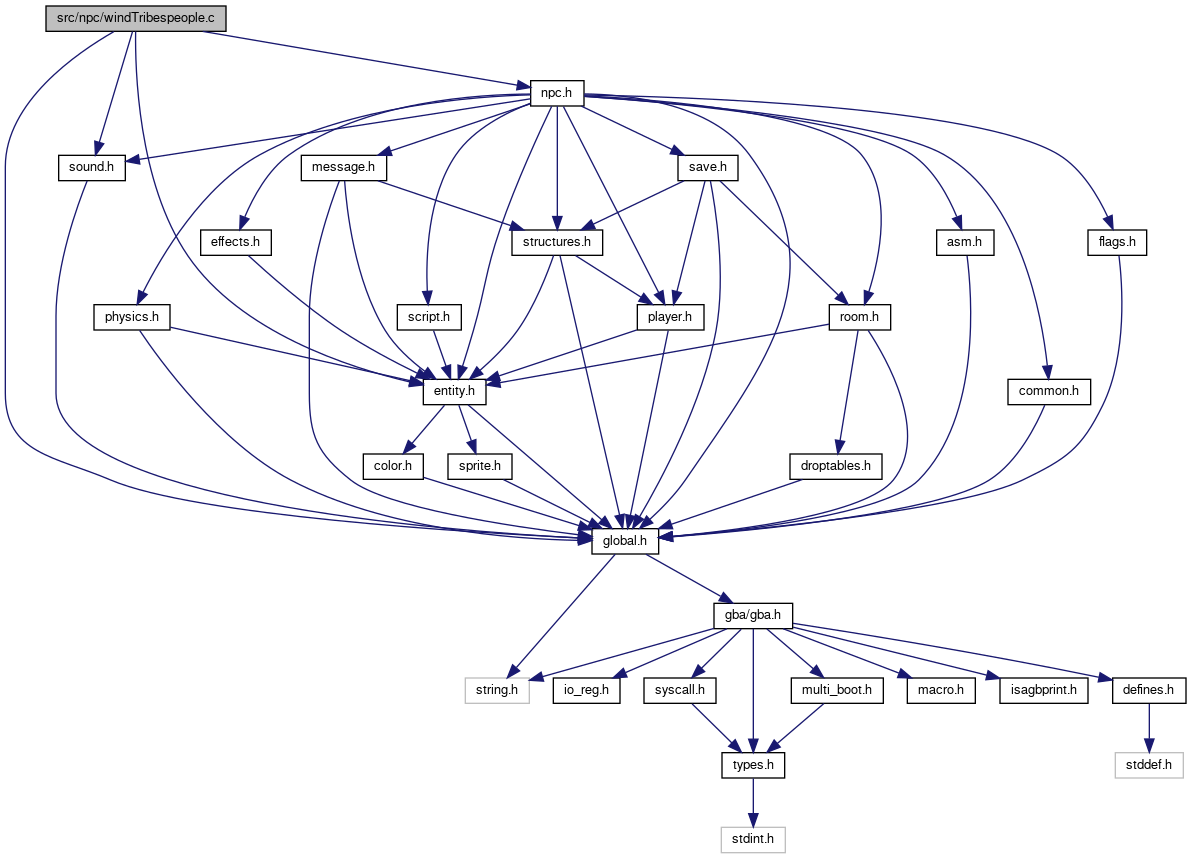 src/npc/windTribespeople.c
npc.h
sound.h
message.h
save.h
effects.h
structures.h
asm.h
flags.h
physics.h
script.h
player.h
room.h
entity.h
common.h
color.h
sprite.h
droptables.h
global.h
gba/gba.h
string.h
io_reg.h
syscall.h
multi_boot.h
macro.h
isagbprint.h
defines.h
types.h
stddef.h
stdint.h